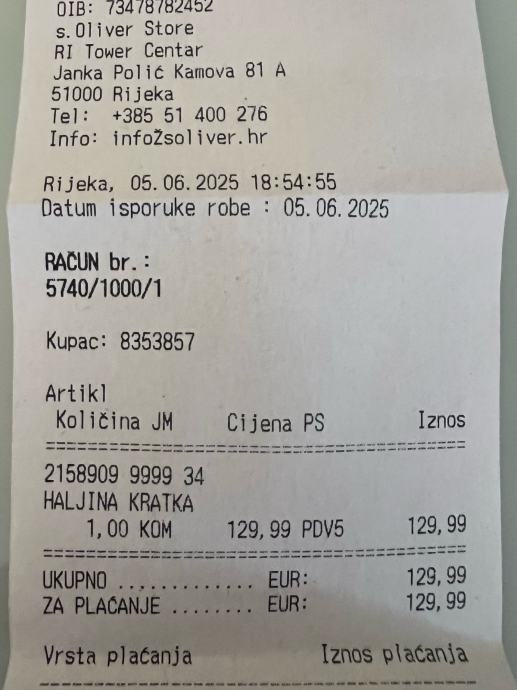 OIB: 73478782452
s.Oliver Store
RI Tower Centar
Janka Polić Kamova 81 A
51000 Rijeka
Tel: +385 51 400 276
Info: infoŽsoliver.hr
Rijeka, 05.06.2025 18:54:55
Datum isporuke robe : 05.06.2025
RAČUN br.:
5740/1000/1
Kupac: 8353857
Artikl
Količina JM Cijena PS Iznos
2158909 9999 34
HALJINA KRATKA
1,00 KOM 129,99 PDV5 129,99
UKUPNO ............. EUR: 129,99
ZA PLAĆANJE ........ EUR: 129,99
Vrsta plaćanja Iznos plaćanja